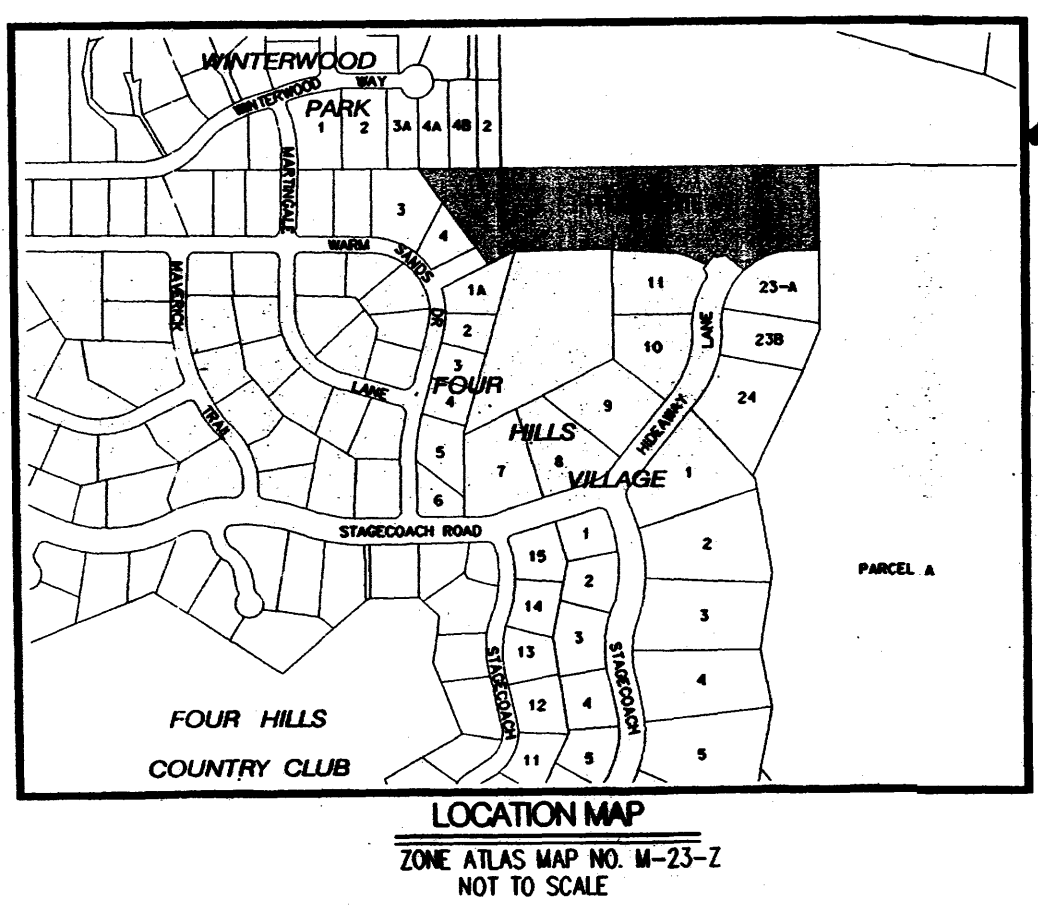 WINTERWOOD
PARK
WINTERWOOD WAY
1 2 3A 4A 4B 2
MARTINGALE
3
4
WARM SANDS DR
MAVERICK
TRAIL
LANE
1A
2
3
4
5
6
FOUR
HILLS
VILLAGE
11
10
9
8
7
23-A
23B
24
HIDEAWAY LANE
1
2
3
4
5
PARCEL A
STAGECOACH ROAD
15
14
13
12
11
1
2
3
4
5
STAGECOACH
STAGECOACH
FOUR HILLS
COUNTRY CLUB
LOCATION MAP
ZONE ATLAS MAP NO. M-23-Z
NOT TO SCALE